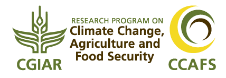 CGIAR
RESEARCH PROGRAM ON
Climate Change,
Agriculture and
Food Security
CCAFS